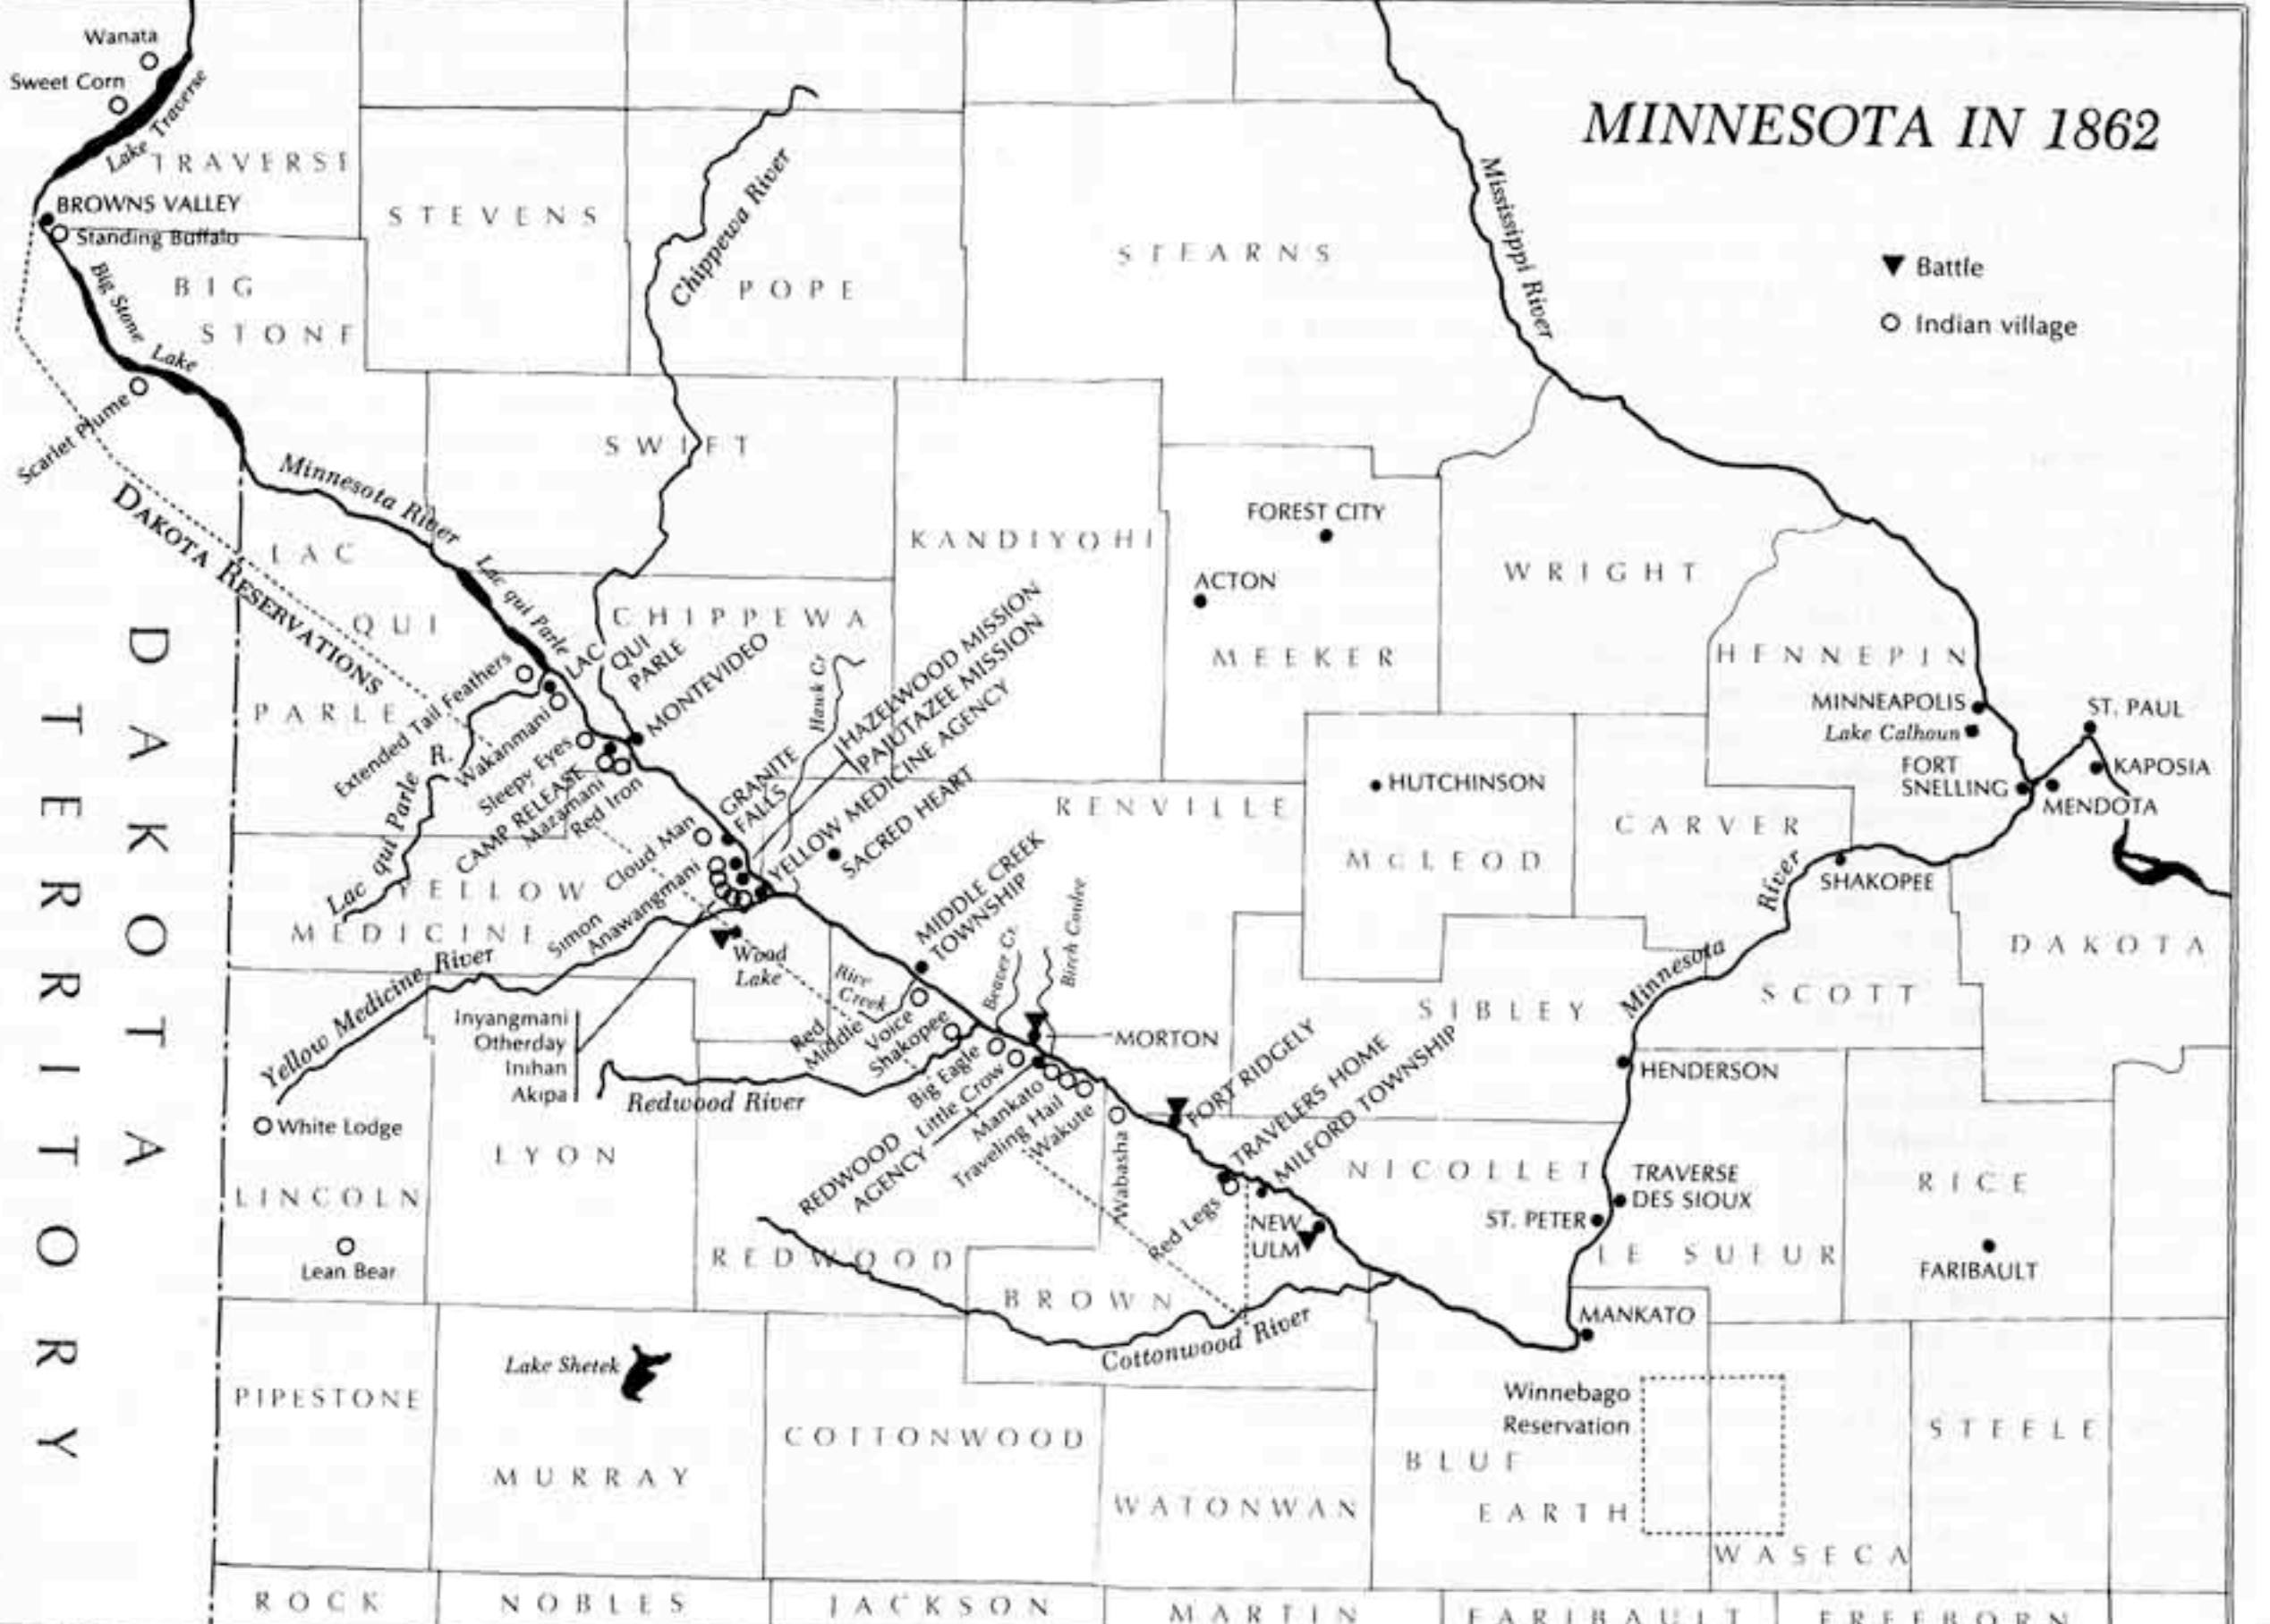 MINNESOTA IN 1862
Battle
Indian village
Wanata
Sweet Corn
Lake Traverse
TRAVERSE
BROWNS VALLEY
Standing Buffalo
BIG
STONE
Big Stone Lake
Scarlet Plume
STEVENS
Chippewa River
POPE
STEARNS
Mississippi River
SWIFT
Minnesota River
DAKOTA RESERVATIONS
LAC
QUI
PARLE
Lac qui Parle
KANDIYOHI
FOREST CITY
ACTON
MEEKER
WRIGHT
HENNEPIN
MINNEAPOLIS
Lake Calhoun
FORT
SNELLING
ST. PAUL
KAPOSIA
MENDOTA
CHIPPEWA
LAC
QUI
PARLE
MONTEVIDEO
Hawk Cr
HAZELWOOD MISSION
PAJUTAZEE MISSION
YELLOW MEDICINE AGENCY
GRANITE
FALLS
SACRED HEART
Extended Tail Feathers
Wakanmani
Sleepy Eyes
CAMP RELEASE
Mazamani
Red Iron
Cloud Man
Simon
Anawangmani
Lac qui Parle R.
YELLOW
MEDICINE
Yellow Medicine River
Wood
Lake
Inyangmani
Otherday
Inihan
Akipa
RENVILLE
HUTCHINSON
MCLEOD
CARVER
SHAKOPEE
Minnesota River
DAKOTA
SCOTT
SIBLEY
MIDDLE CREEK
TOWNSHIP
Beaver Cr.
Birch Coulee
Rice
Creek
Red
Middle
Voice
Shakopee
Big Eagle
Little Crow
REDWOOD
AGENCY
Mankato
Traveling Hail
Wakute
Wabasha
MORTON
Redwood River
FORT RIDGELY
TRAVELERS HOME
MILFORD TOWNSHIP
Red Legs
NEW
ULM
HENDERSON
NICOLLET
TRAVERSE
DES SIOUX
ST. PETER
LE SUEUR
RICE
FARIBAULT
White Lodge
LINCOLN
Lean Bear
LYON
REDWOOD
BROWN
Cottonwood River
MANKATO
Winnebago
Reservation
DAKOTA
TERRITORY
PIPESTONE
Lake Shetek
MURRAY
COTTONWOOD
WATONWAN
BLUE
EARTH
WASECA
STEELE
ROCK
NOBLES
JACKSON
MARTIN
FARIBAULT
FREEBORN